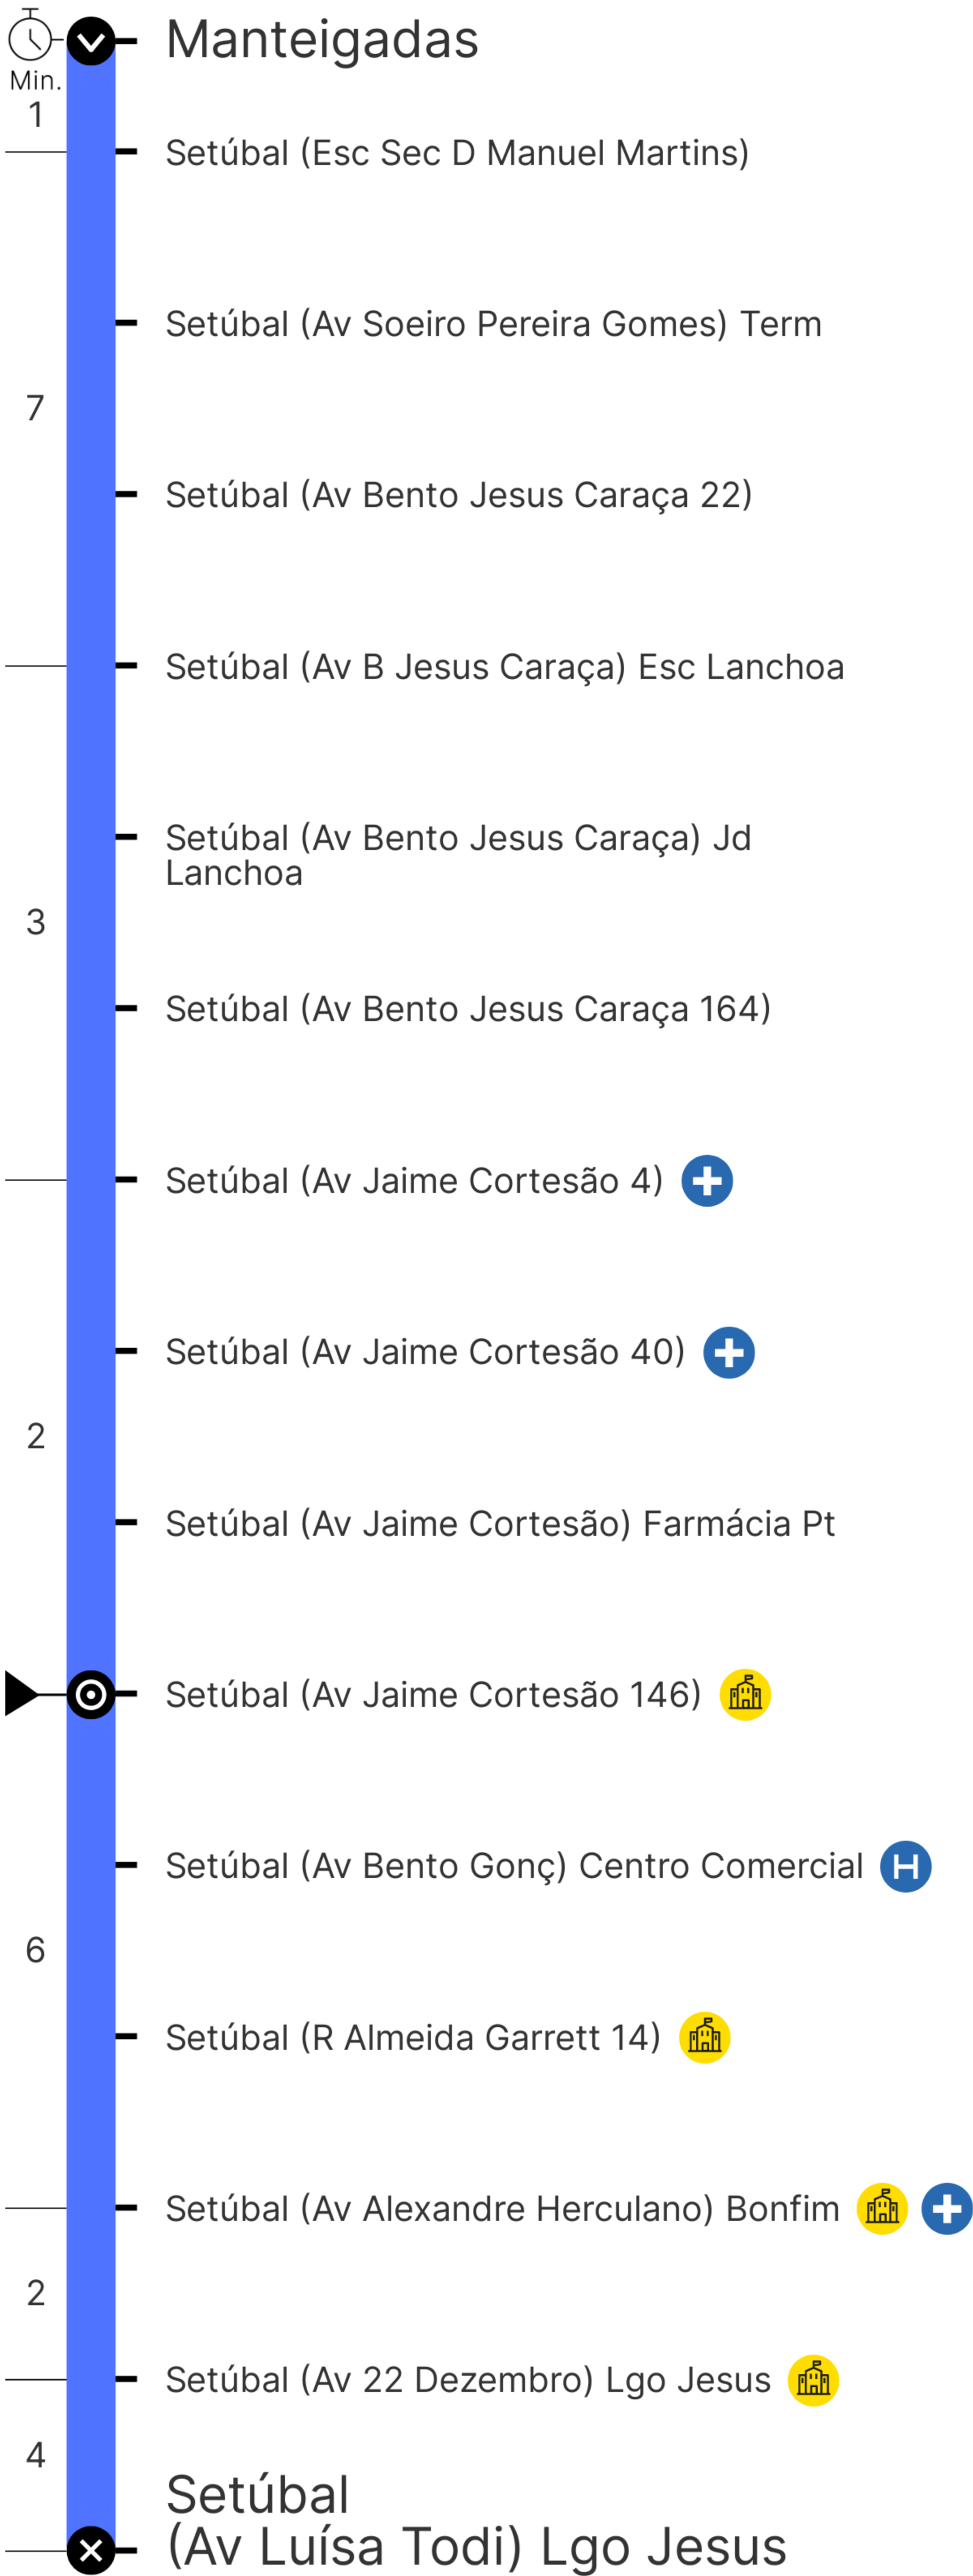 Manteigadas
Min.
1
Setúbal (Esc Sec D Manuel Martins)
Setúbal (Av Soeiro Pereira Gomes) Term
7
Setúbal (Av Bento Jesus Caraça 22)
Setúbal (Av B Jesus Caraça) Esc Lanchoa
Setúbal (Av Bento Jesus Caraça) Jd
Lanchoa
3
Setúbal (Av Bento Jesus Caraça 164)
Setúbal (Av Jaime Cortesão 4)
Setúbal (Av Jaime Cortesão 40)
2
Setúbal (Av Jaime Cortesão) Farmácia Pt
Setúbal (Av Jaime Cortesão 146)
Setúbal (Av Bento Gonç) Centro Comercial H
6
Setúbal (R Almeida Garrett 14)
Setúbal (Av Alexandre Herculano) Bonfim
2
Setúbal (Av 22 Dezembro) Lgo Jesus
4
Setúbal
(Av Luísa Todi) Lgo Jesus